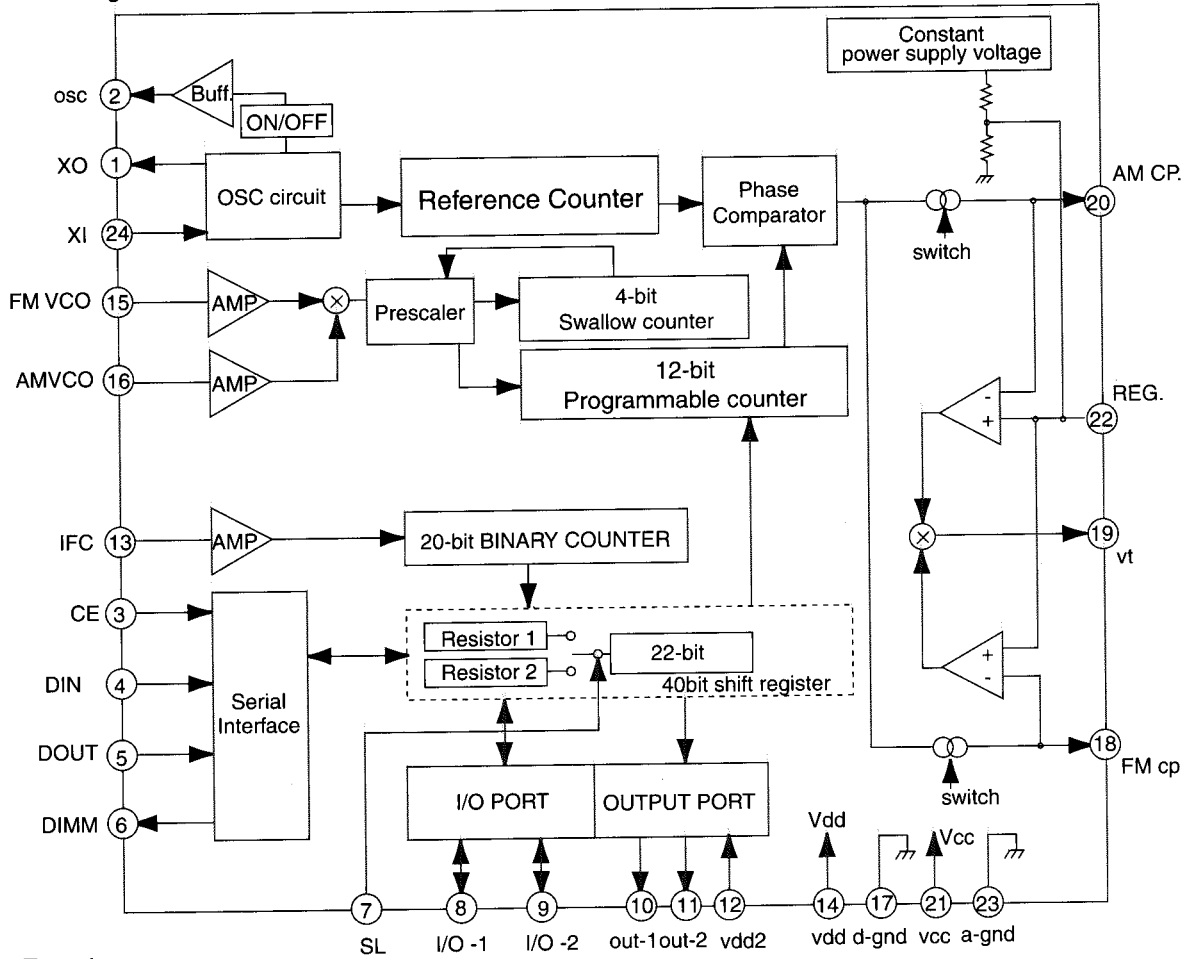 Constant
power supply voltage
osc
2
Buff.
ON/OFF
XO
1
OSC circuit
Reference Counter
Phase
Comparator
AM CP.
20
XI
24
switch
FM VCO
15
AMP
×
Prescaler
4-bit
Swallow counter
AMVCO
16
AMP
12-bit
Programmable counter
-
+
REG.
22
IFC
13
AMP
20-bit BINARY COUNTER
×
19
vt
CE
3
Resistor 1
22-bit
Resistor 2
40bit shift register
+
-
DIN
4
Serial
Interface
DOUT
5
18
FM cp
I/O PORT
OUTPUT PORT
switch
DIMM
6
Vdd
Vcc
7
8
9
10
11
12
14
17
21
23
SL
I/O -1
I/O -2
out-1
out-2
vdd2
vdd
d-gnd
vcc
a-gnd